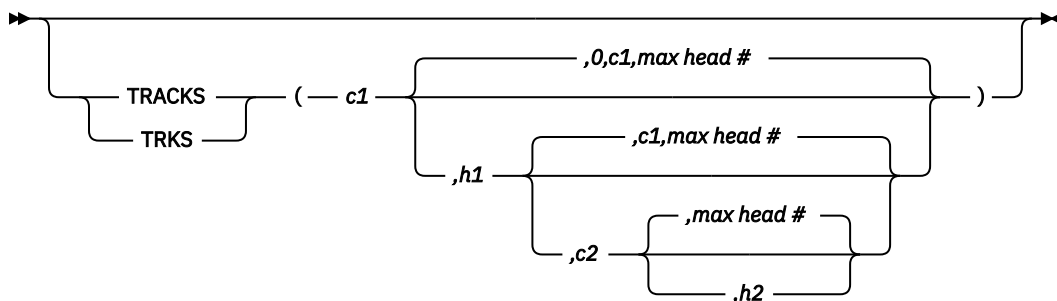 ,0,c1,max head #
TRACKS ( c1 )
TRKS
,c1,max head #
,h1
,max head #
,c2
,h2